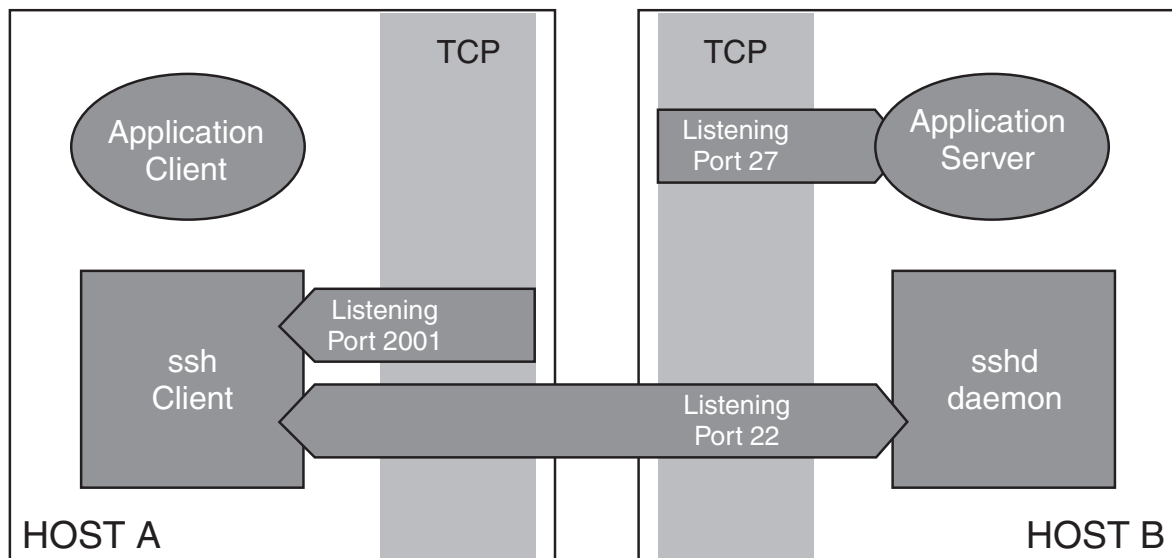 TCP
TCP
Application
Client
Listening
Port 27
Application
Server
Listening
Port 2001
ssh
Client
sshd
daemon
Listening
Port 22
HOST A
HOST B